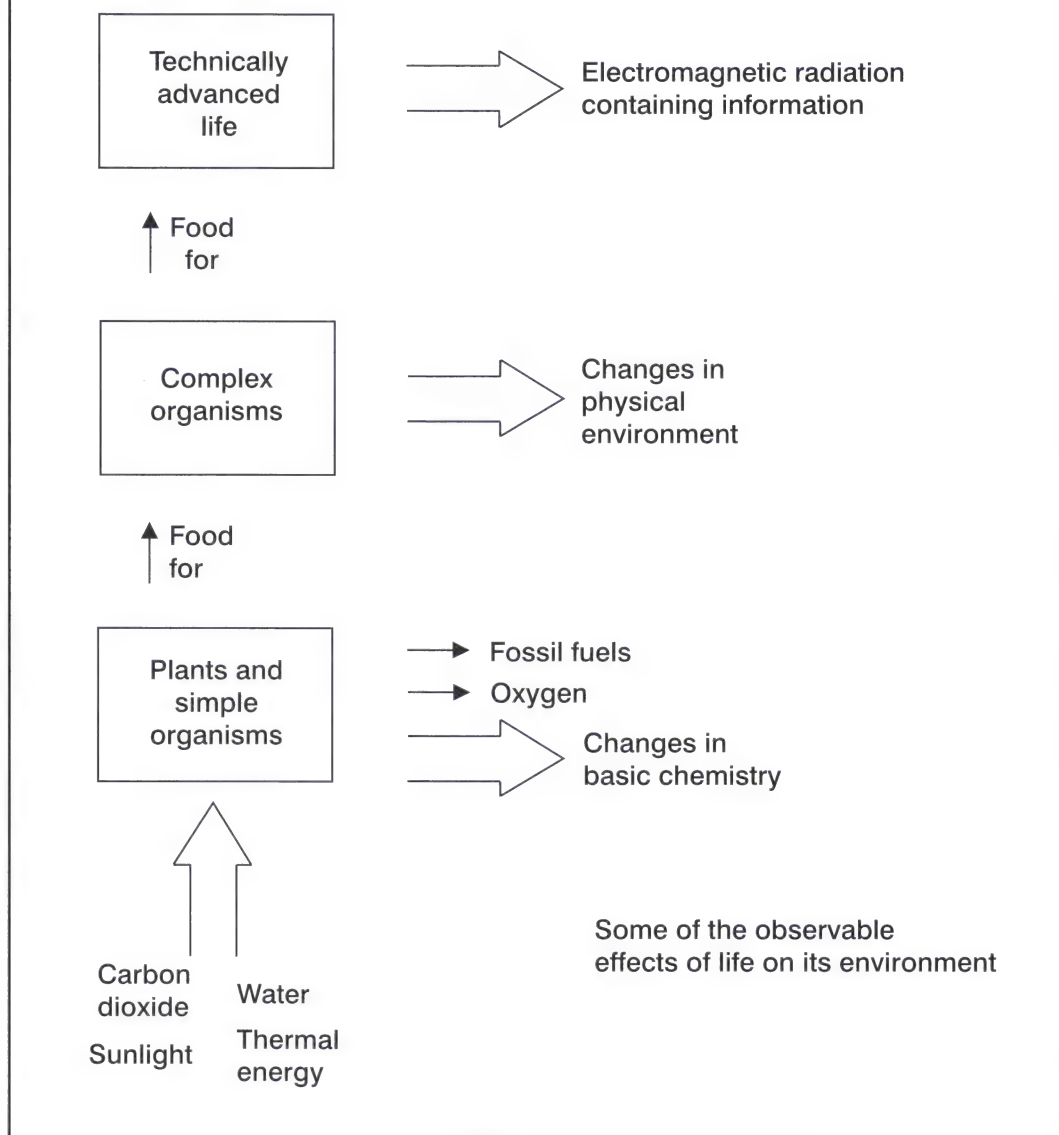 Technically
advanced
life
Electromagnetic radiation
containing information
Food
for
Complex
organisms
Changes in
physical
environment
Food
for
Plants and
simple
organisms
Fossil fuels
Oxygen
Changes in
basic chemistry
Carbon
dioxide
Water
Sunlight
Thermal
energy
Some of the observable
effects of life on its environment